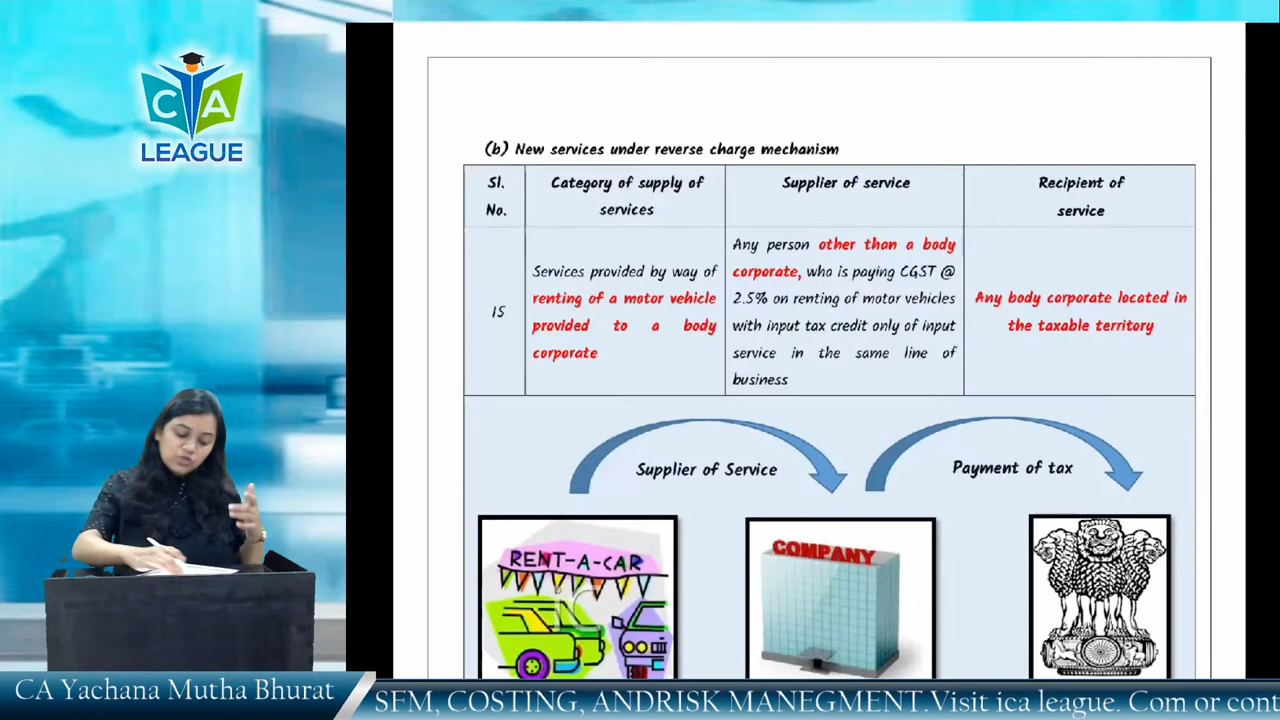 C A
LEAGUE
(b) New services under reverse charge mechanism
Sl.
No.
Category of supply of
services
Supplier of service
Recipient of
service
15
Services provided by way of
renting of a motor vehicle
provided to a body
corporate
Any person other than a body
corporate, who is paying CGST @
2.5% on renting of motor vehicles
with input tax credit only of input
service in the same line of
business
Any body corporate located in
the taxable territory
Supplier of Service
Payment of tax
RENT-A-CAR
COMPANY
CA Yachana Mutha Bhurat
SFM, COSTING, ANDRISK MANEGMENT.Visit ica league. Com or cont